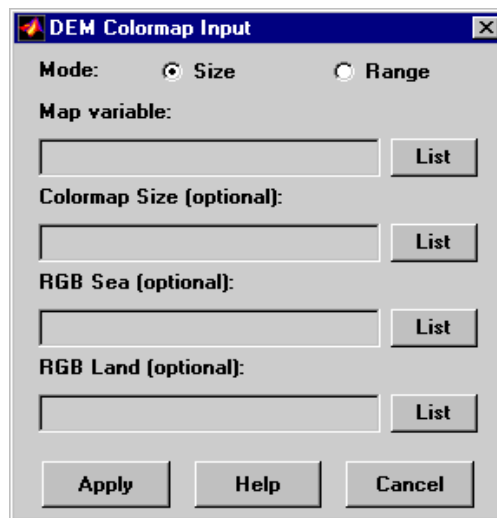 DEM Colormap Input
Mode: Size Range
Map variable:
List
Colormap Size (optional):
List
RGB Sea (optional):
List
RGB Land (optional):
List
Apply Help Cancel